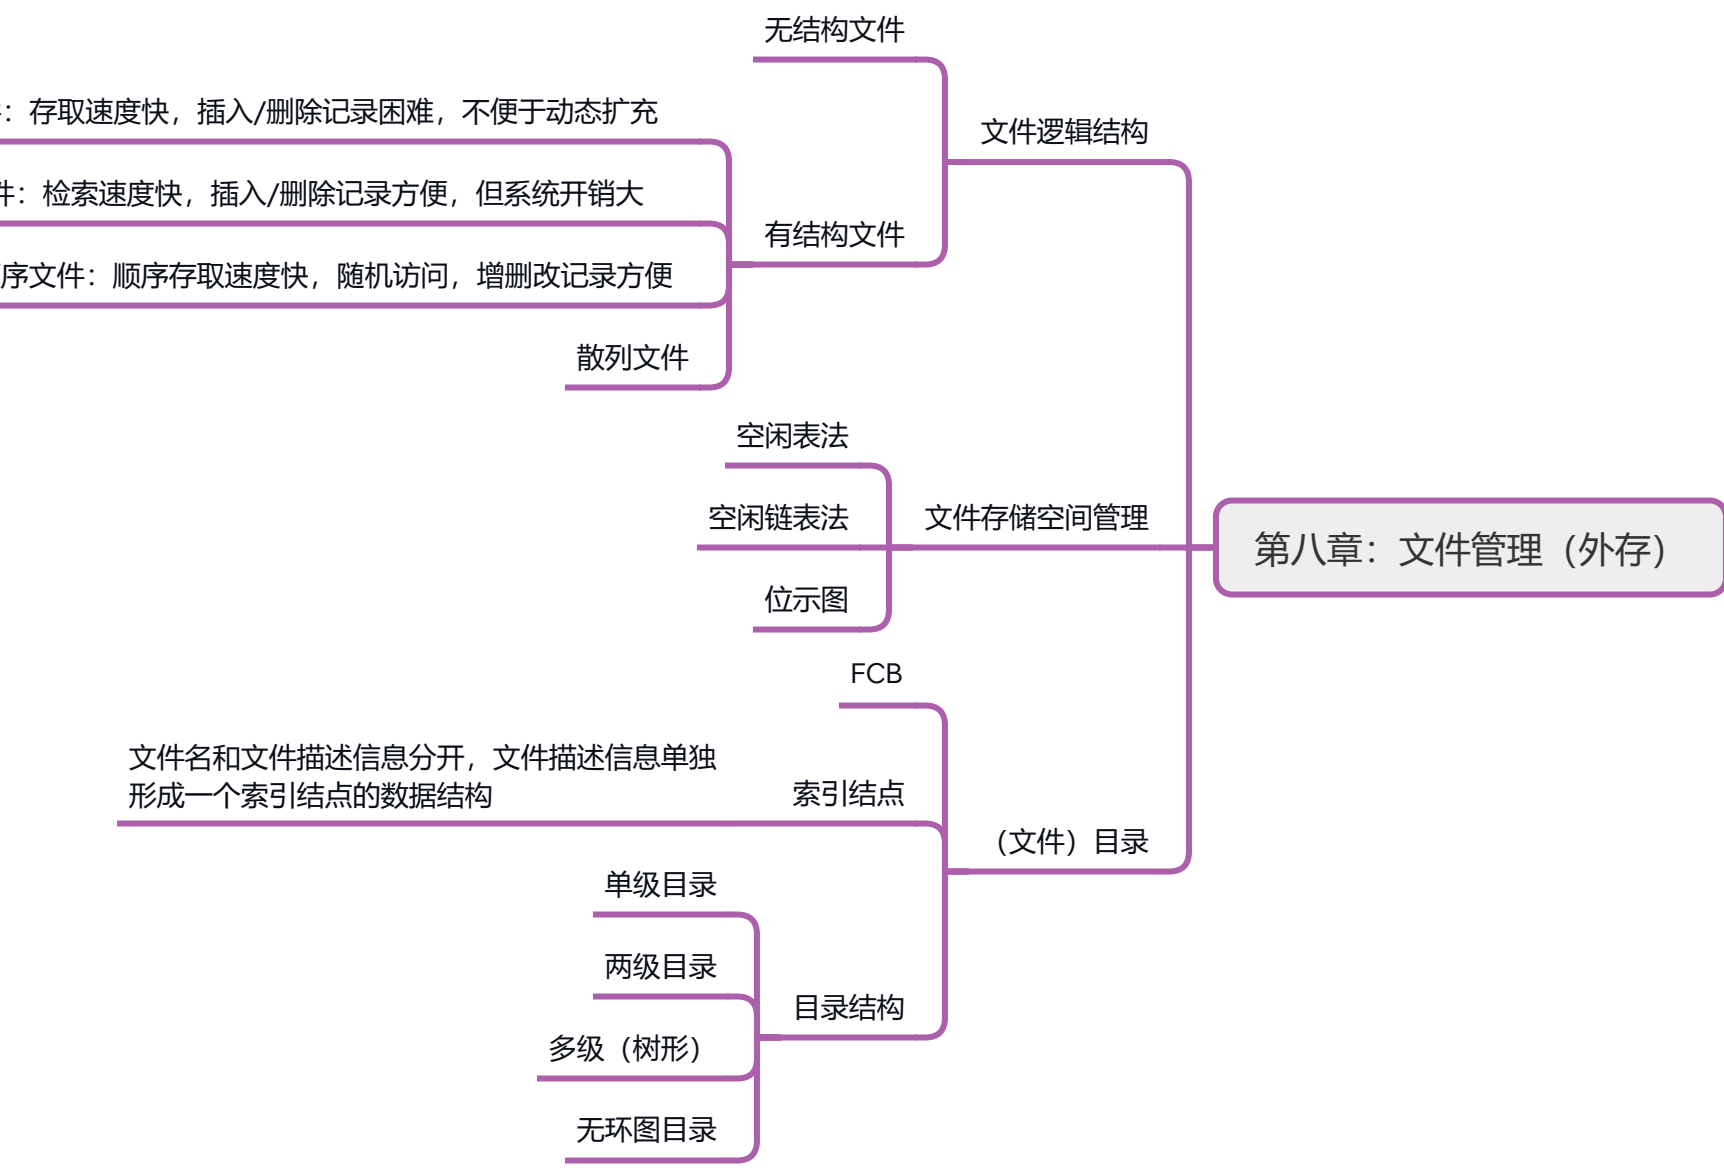 无结构文件
：存取速度快，插入/删除记录困难，不便于动态扩充
文件逻辑结构
件：检索速度快，插入/删除记录方便，但系统开销大
有结构文件
序文件：顺序存取速度快，随机访问，增删改记录方便
散列文件
空闲表法
空闲链表法
文件存储空间管理
第八章：文件管理（外存）
位示图
FCB
文件名和文件描述信息分开，文件描述信息单独
形成一个索引结点的数据结构
索引结点
（文件）目录
单级目录
两级目录
目录结构
多级（树形）
无环图目录